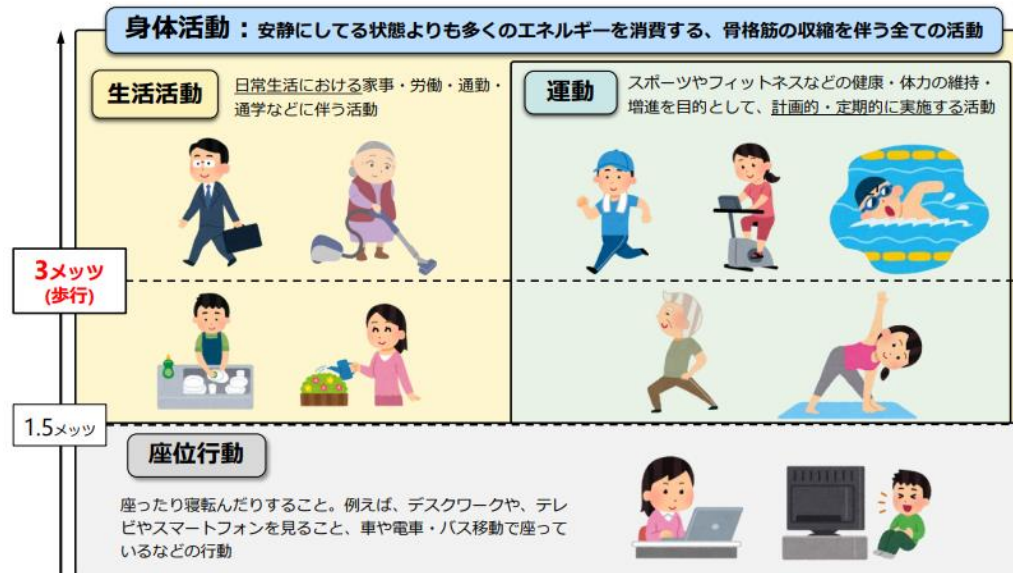 身体活動：安静にしてる状態よりも多くのエネルギーを消費する、骨格筋の収縮を伴う全ての活動
生活活動
日常生活における家事・労働・通勤・
通学などに伴う活動
運動
スポーツやフィットネスなどの健康・体力の維持・
増進を目的として、計画的・定期的に実施する活動
3メッツ
(歩行)
1.5メッツ
座位行動
座ったり寝転んだりすること。例えば、デスクワークや、テレ
ビやスマートフォンを見ること、車や電車・バス移動で座って
いるなどの行動